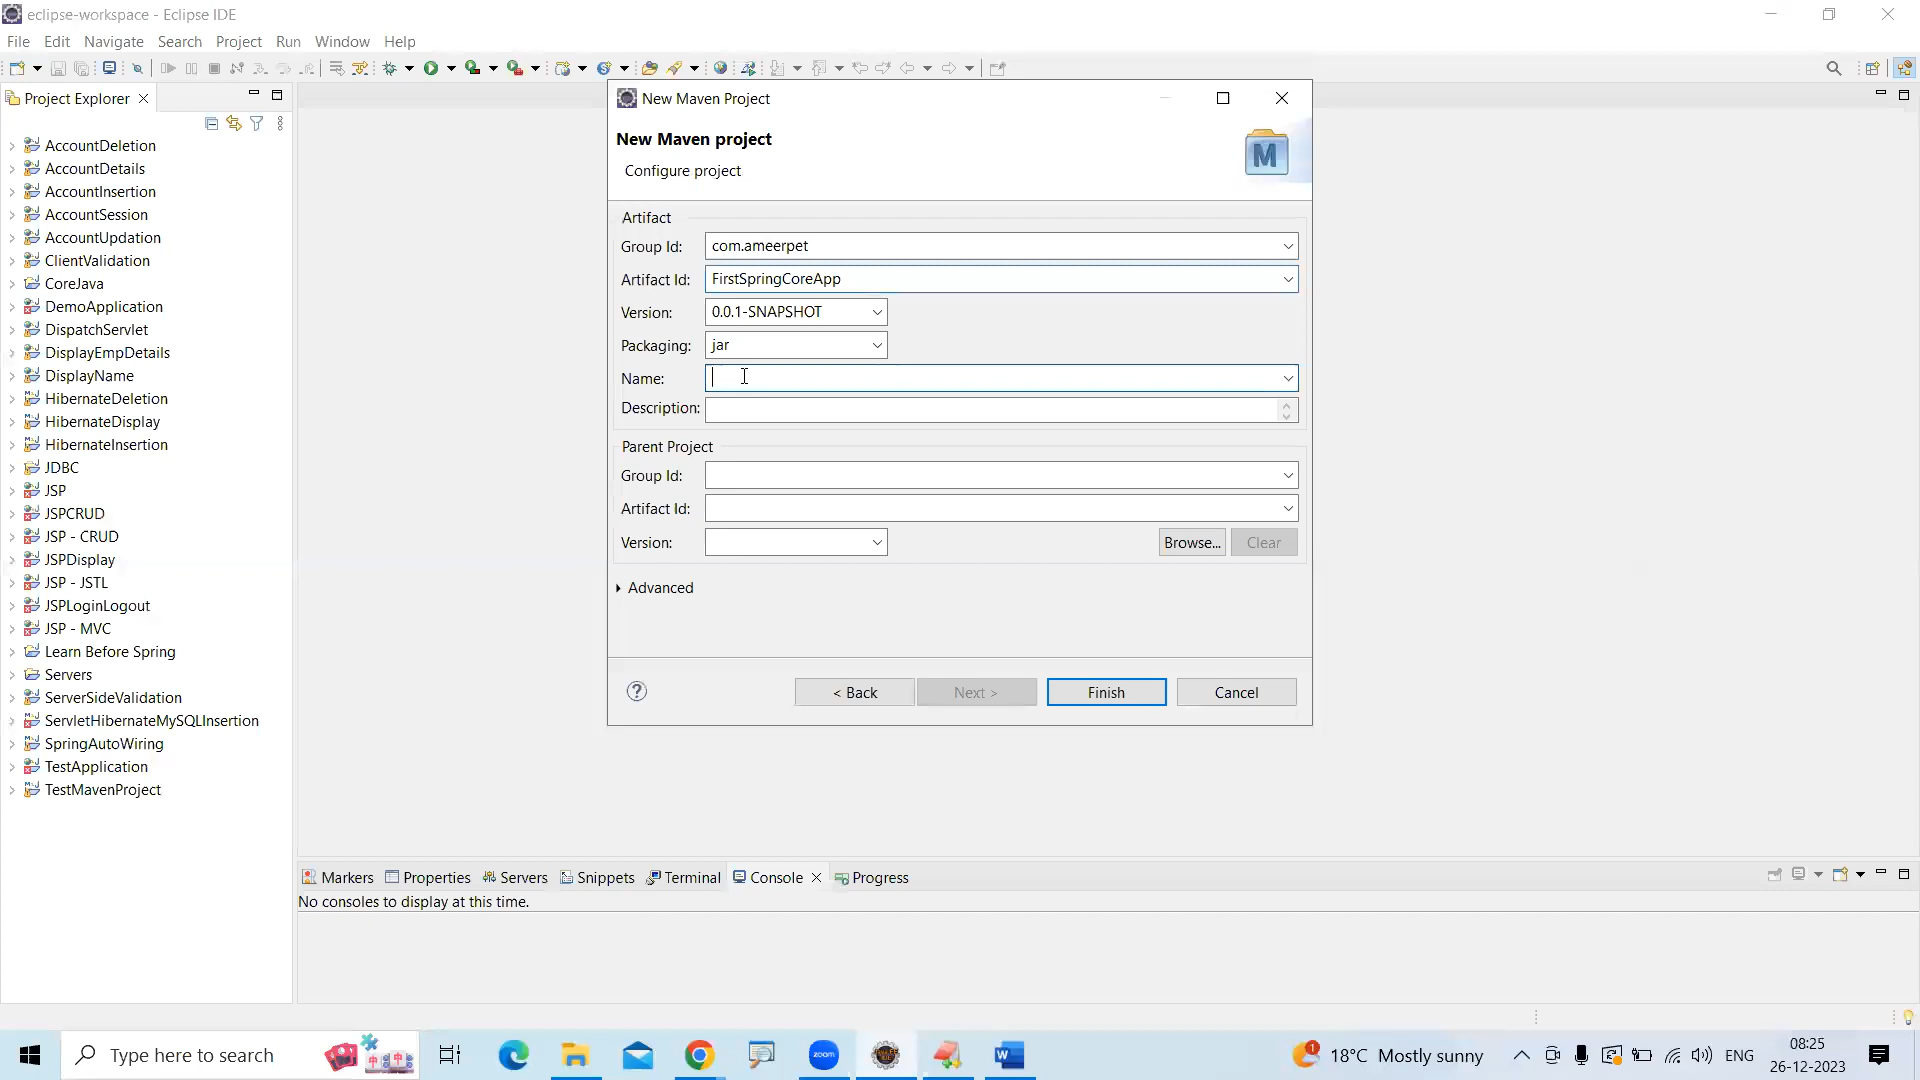 eclipse-workspace - Eclipse IDE
File Edit Navigate Search Project Run Window Help
Project Explorer
AccountDeletion
AccountDetails
AccountInsertion
AccountSession
AccountUpdation
ClientValidation
CoreJava
DemoApplication
DispatchServlet
DisplayEmpDetails
DisplayName
HibernateDeletion
HibernateDisplay
HibernateInsertion
JDBC
JSP
JSPCRUD
JSP - CRUD
JSPDisplay
JSP - JSTL
JSPLoginLogout
JSP - MVC
Learn Before Spring
Servers
ServerSideValidation
ServletHibernateMySQLInsertion
SpringAutoWiring
TestApplication
TestMavenProject
New Maven Project
New Maven project
Configure project
M
Artifact
Group Id: com.ameerpet
Artifact Id: FirstSpringCoreApp
Version: 0.0.1-SNAPSHOT
Packaging: jar
Name:
Description:
Parent Project
Group Id:
Artifact Id:
Version:
Browse... Clear
Advanced
< Back Next > Finish Cancel
Markers Properties Servers Snippets Terminal Console Progress
No consoles to display at this time.
Type here to search
zoom
18°C Mostly sunny
ENG
08:25
26-12-2023